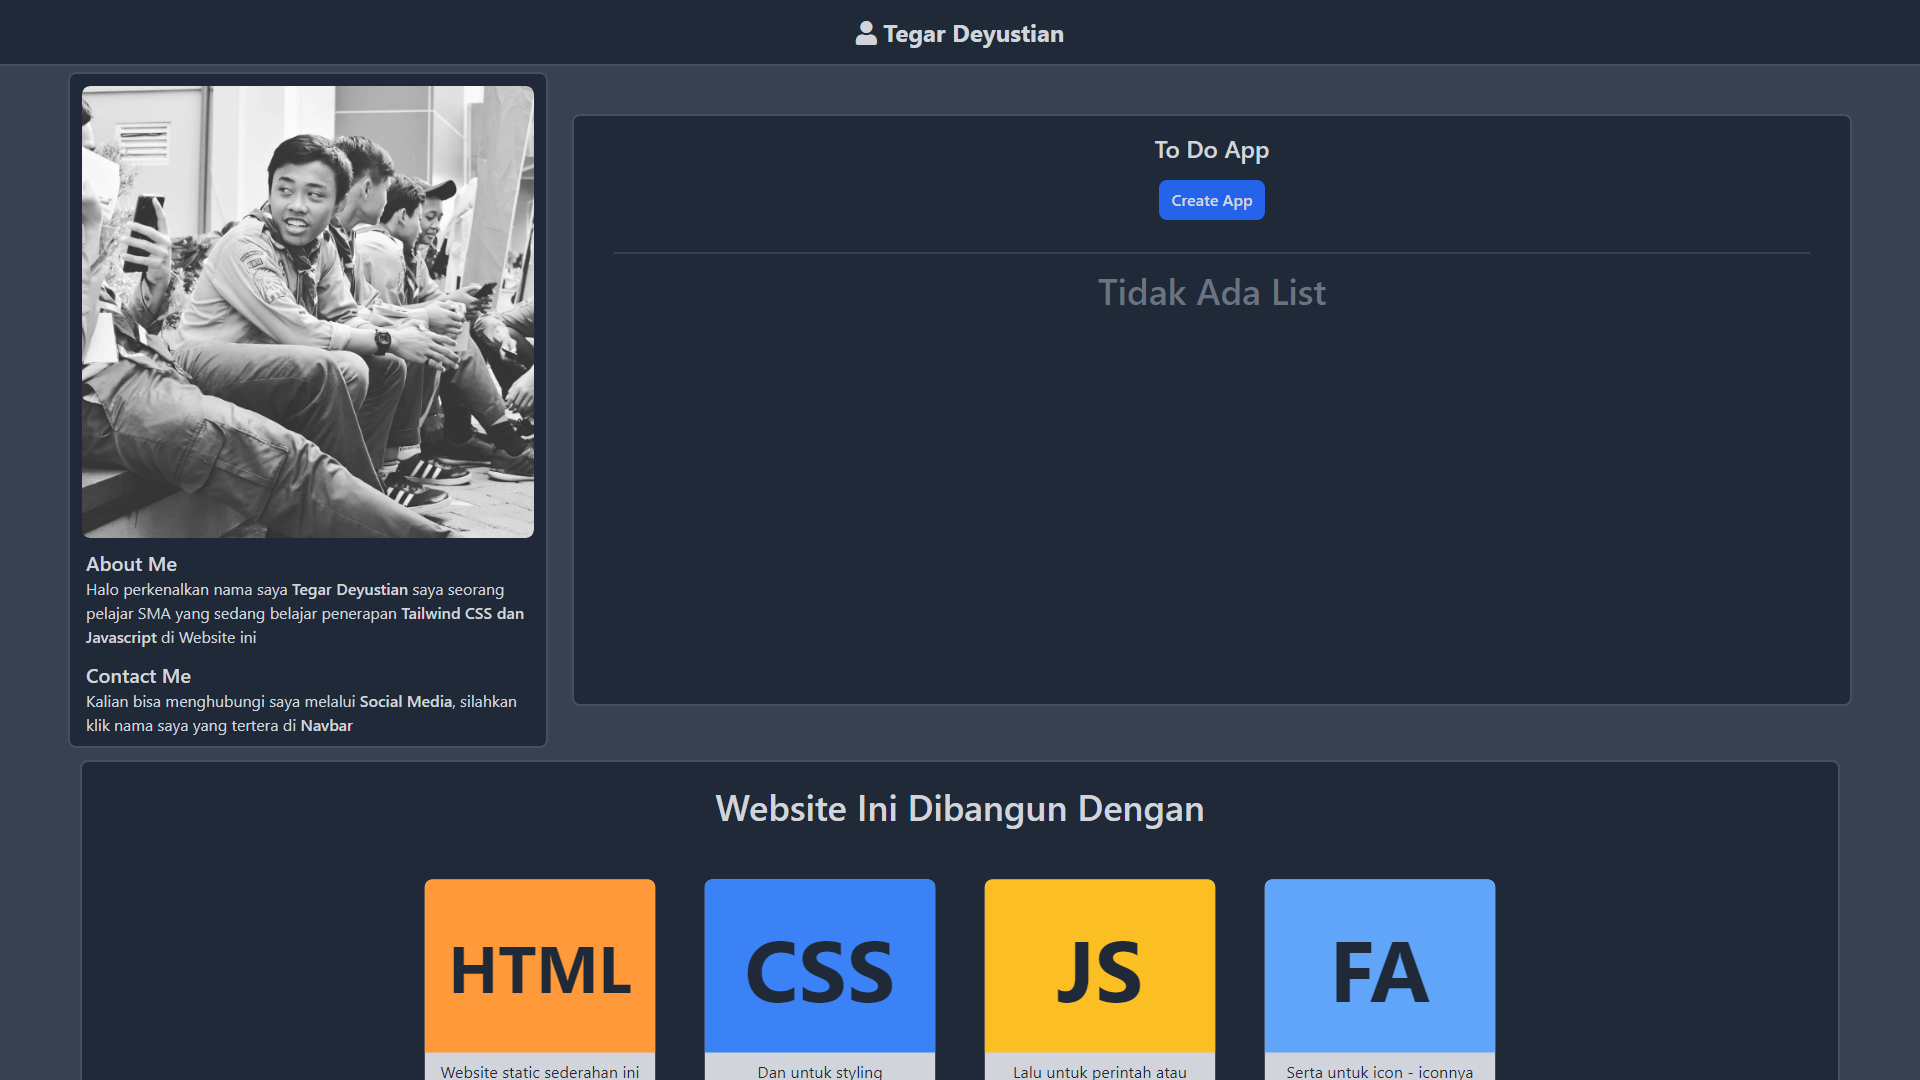 Tegar Deyustian
About Me
Halo perkenalkan nama saya Tegar Deyustian saya seorang
pelajar SMA yang sedang belajar penerapan Tailwind CSS dan
Javascript di Website ini
Contact Me
Kalian bisa menghubungi saya melalui Social Media, silahkan
klik nama saya yang tertera di Navbar
To Do App
Create App
Tidak Ada List
Website Ini Dibangun Dengan
HTML
Website static sederahan ini
CSS
Dan untuk styling
JS
Lalu untuk perintah atau
FA
Serta untuk icon - iconnya